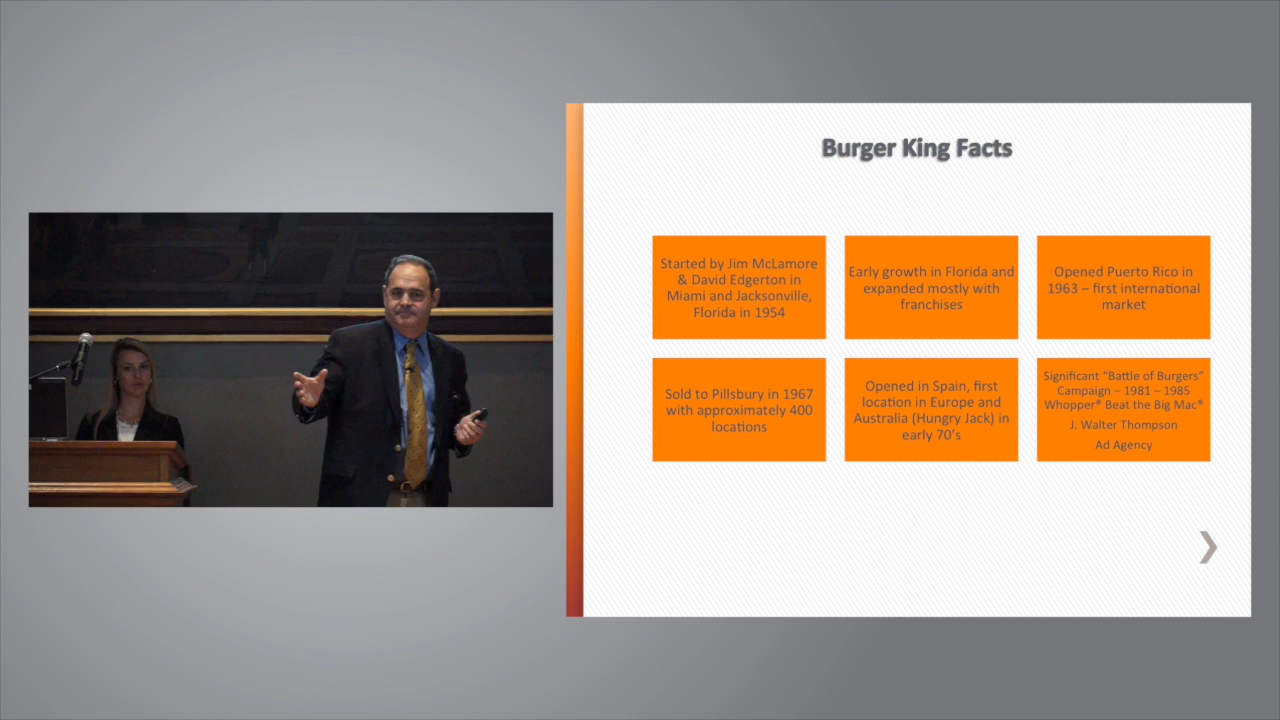 Burger King Facts
Started by Jim McLamore
& David Edgerton in
Miami and Jacksonville,
Florida in 1954
Early growth in Florida and
expanded mostly with
franchises
Opened Puerto Rico in
1963 – first international
market
Sold to Pillsbury in 1967
with approximately 400
locations
Opened in Spain, first
location in Europe and
Australia (Hungry Jack) in
early 70’s
Significant “Battle of Burgers”
Campaign – 1981 – 1985
Whopper® Beat the Big Mac®
J. Walter Thompson
Ad Agency